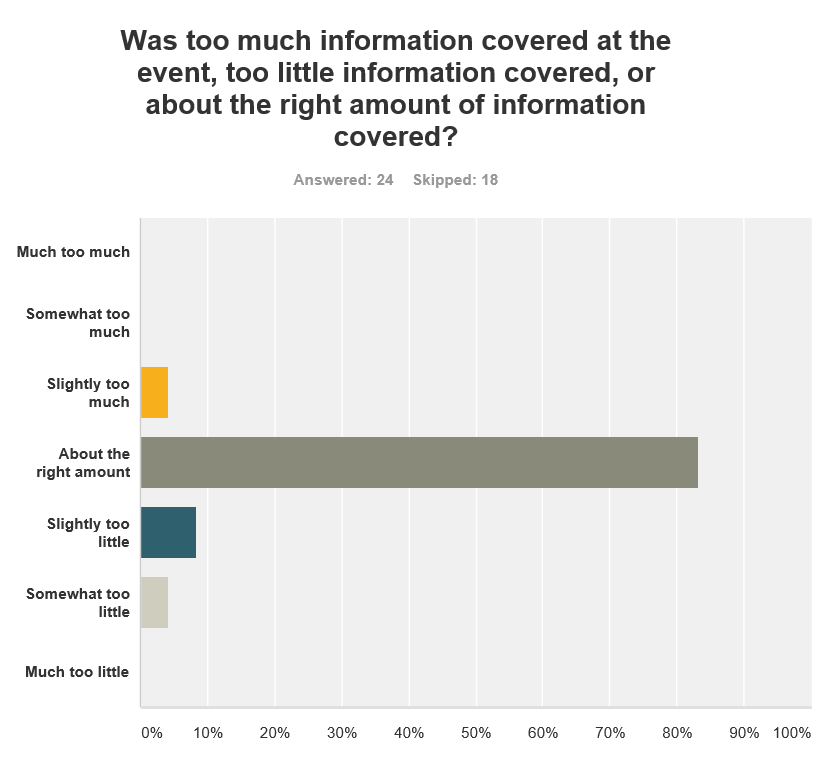 Was too much information covered at the
event, too little information covered, or
about the right amount of information
covered?
Answered: 24 Skipped: 18
Much too much
Somewhat too
much
Slightly too
much
About the
right amount
Slightly too
little
Somewhat too
little
Much too little
0% 10% 20% 30% 40% 50% 60% 70% 80% 90% 100%